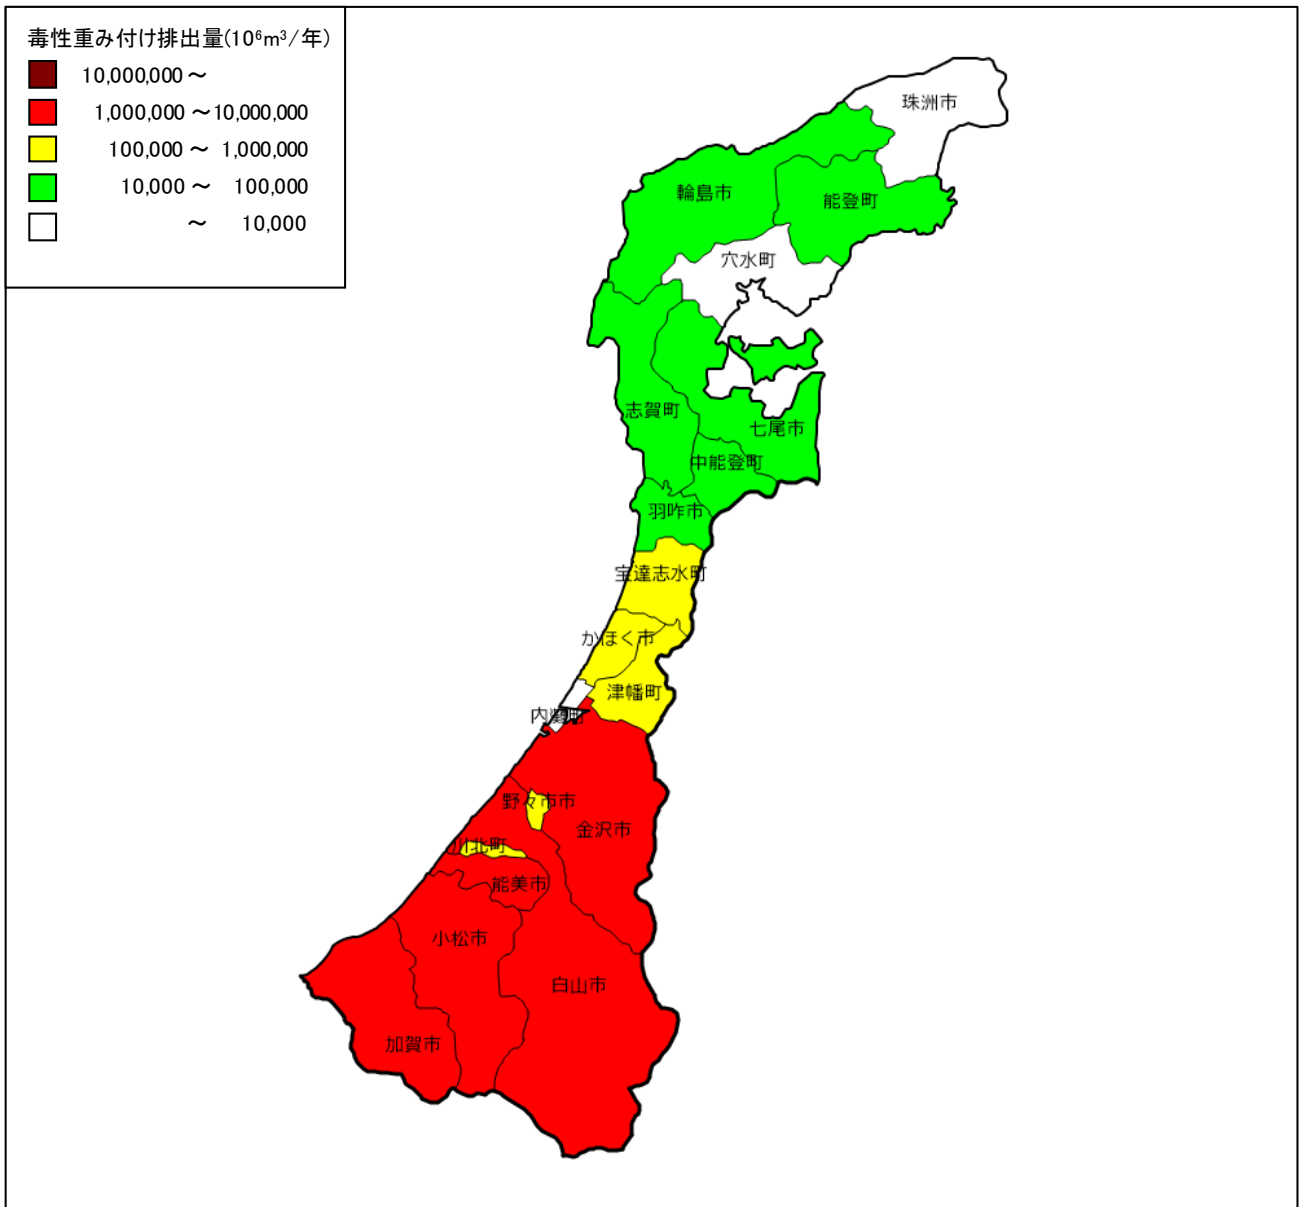 毒性重み付け排出量(10⁶m³/年)
10,000,000～
1,000,000～10,000,000
100,000～ 1,000,000
10,000～ 100,000
～ 10,000
珠洲市
輪島市
能登町
穴水町
志賀町
七尾市
中能登町
羽咋市
宝達志水町
かほく市
津幡町
内灘町
野々市市
金沢市
川北町
能美市
小松市
白山市
加賀市